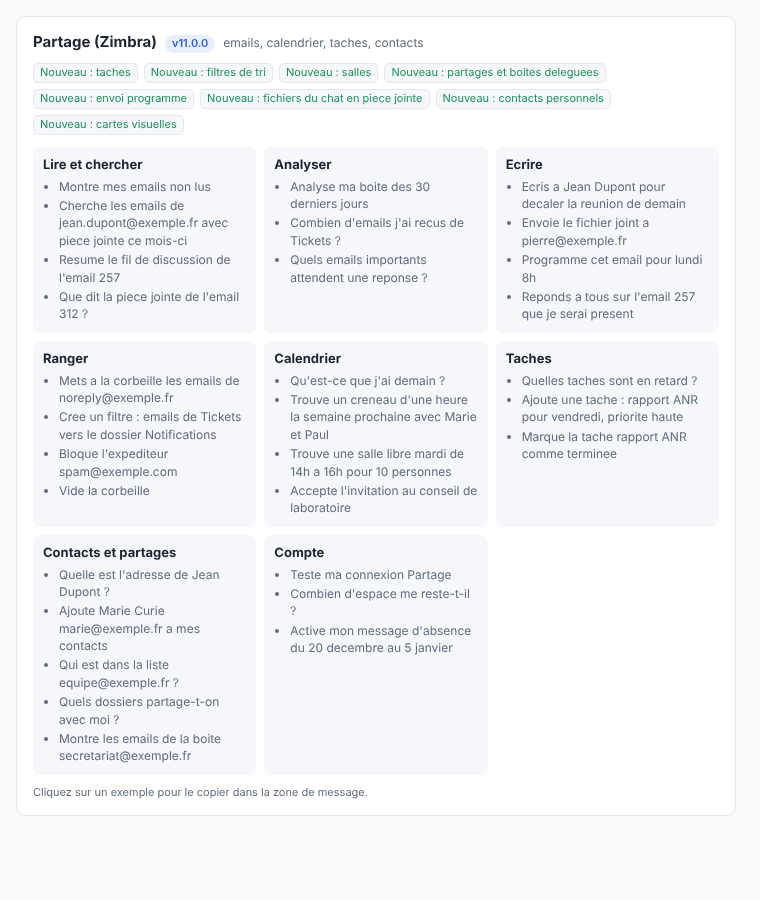 Partage (Zimbra) v11.0.0 emails, calendrier, taches, contacts
Nouveau : taches Nouveau : filtres de tri Nouveau : salles Nouveau : partages et boites deleguees
Nouveau : envoi programme Nouveau : fichiers du chat en piece jointe Nouveau : contacts personnels
Nouveau : cartes visuelles
Lire et chercher
• Montre mes emails non lus
• Cherche les emails de
jean.dupont@exemple.fr avec
piece jointe ce mois-ci
• Resume le fil de discussion de
l'email 257
• Que dit la piece jointe de l'email
312 ?
Analyser
• Analyse ma boite des 30
derniers jours
• Combien d'emails j'ai recus de
Tickets ?
• Quels emails importants
attendent une reponse ?
Ecrire
• Ecris a Jean Dupont pour
decaler la reunion de demain
• Envoie le fichier joint a
pierre@exemple.fr
• Programme cet email pour lundi
8h
• Reponds a tous sur l'email 257
que je serai present
Ranger
• Mets a la corbeille les emails de
noreply@exemple.fr
• Cree un filtre : emails de Tickets
vers le dossier Notifications
• Bloque l'expediteur
spam@exemple.com
• Vide la corbeille
Calendrier
• Qu'est-ce que j'ai demain ?
• Trouve un creneau d'une heure
la semaine prochaine avec Marie
et Paul
• Trouve une salle libre mardi de
14h a 16h pour 10 personnes
• Accepte l'invitation au conseil de
laboratoire
Taches
• Quelles taches sont en retard ?
• Ajoute une tache : rapport ANR
pour vendredi, priorite haute
• Marque la tache rapport ANR
comme terminee
Contacts et partages
• Quelle est l'adresse de Jean
Dupont ?
• Ajoute Marie Curie
marie@exemple.fr a mes
contacts
• Qui est dans la liste
equipe@exemple.fr ?
• Quels dossiers partage-t-on
avec moi ?
• Montre les emails de la boite
secretariat@exemple.fr
Compte
• Teste ma connexion Partage
• Combien d'espace me reste-t-il
?
• Active mon message d'absence
du 20 decembre au 5 janvier
Cliquez sur un exemple pour le copier dans la zone de message.